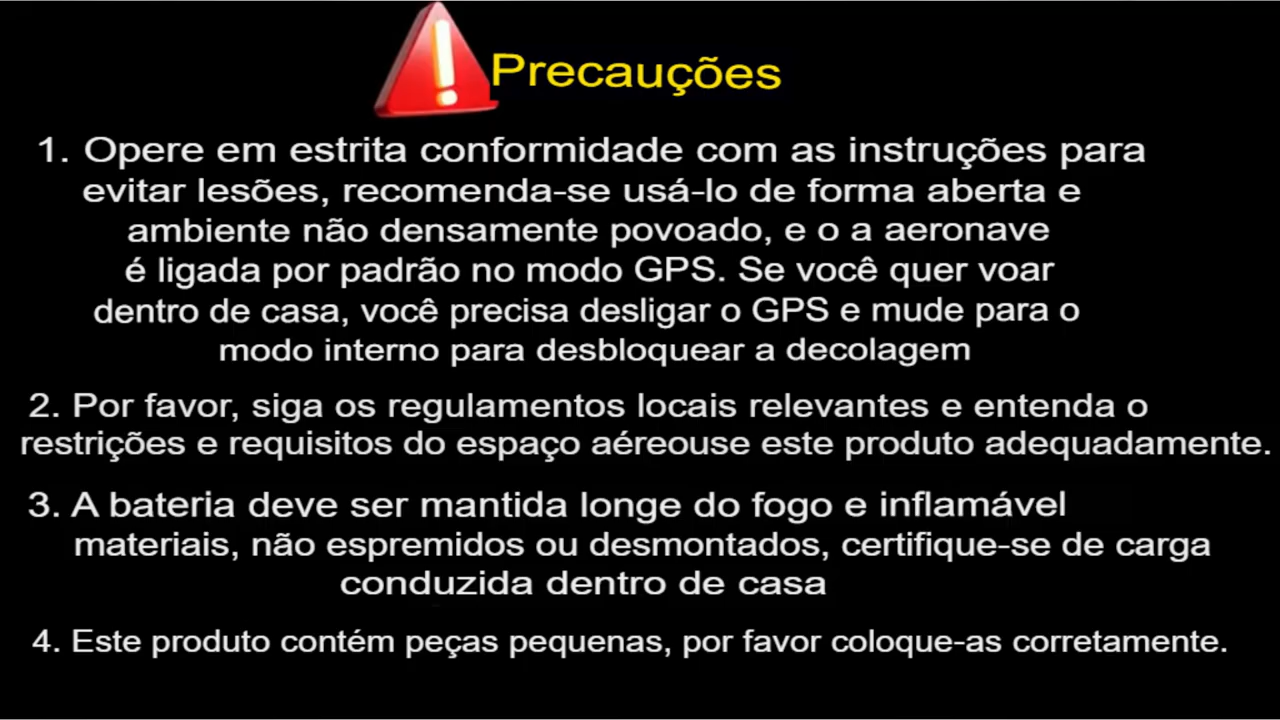 Precauções
1. Opere em estrita conformidade com as instruções para
evitar lesões, recomenda-se usá-lo de forma aberta e
ambiente não densamente povoado, e o a aeronave
é ligada por padrão no modo GPS. Se você quer voar
dentro de casa, você precisa desligar o GPS e mude para o
modo interno para desbloquear a decolagem
2. Por favor, siga os regulamentos locais relevantes e entenda o
restrições e requisitos do espaço aéreouse este produto adequadamente.
3. A bateria deve ser mantida longe do fogo e inflamável
materiais, não espremidos ou desmontados, certifique-se de carga
conduzida dentro de casa
4. Este produto contém peças pequenas, por favor coloque-as corretamente.